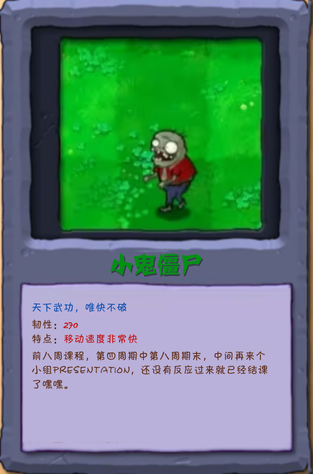 小鬼僵尸
天下武功，唯快不破
韧性：270
特点：移动速度非常快
前八周课程，第四周期中第八周期末，中间再来个
小组PRESENTATION，还没有反应过来就已经结课
了嘿嘿。